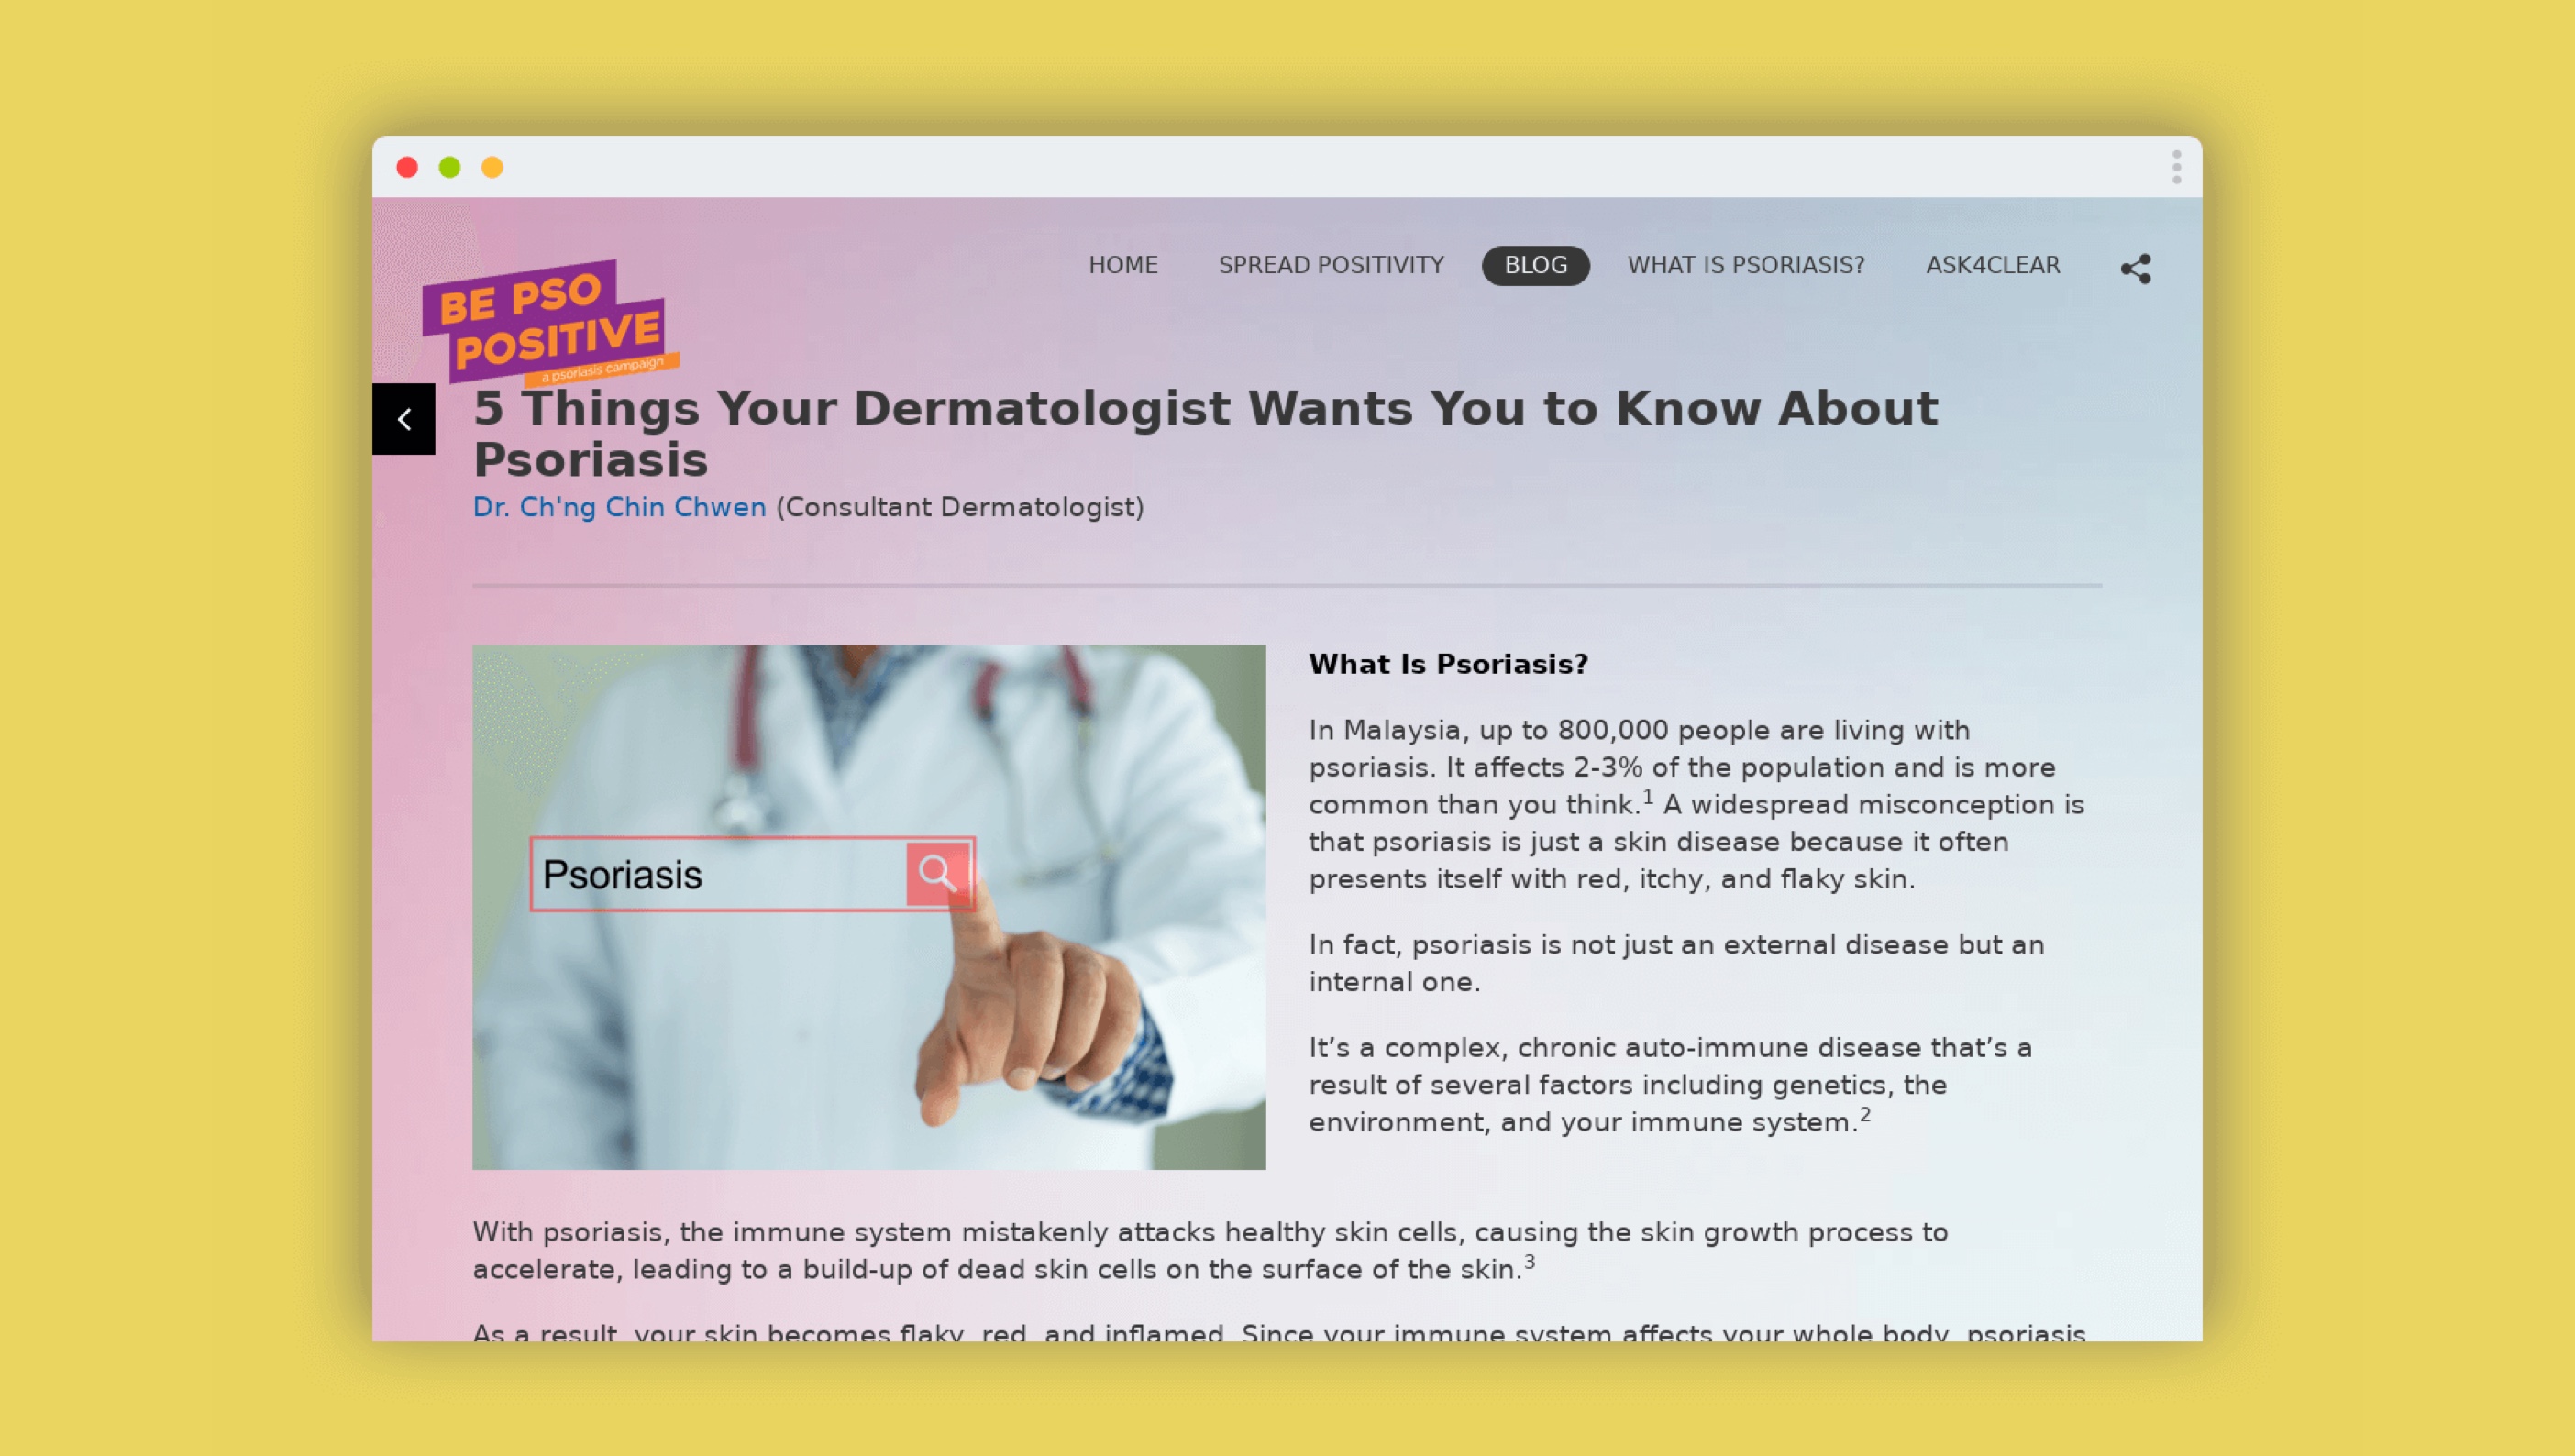 HOME SPREAD POSITIVITY BLOG WHAT IS PSORIASIS? ASK4CLEAR
BE PSO
POSITIVE
a psoriasis campaign
5 Things Your Dermatologist Wants You to Know About
Psoriasis
Dr. Ch'ng Chin Chwen (Consultant Dermatologist)
Psoriasis
What Is Psoriasis?
In Malaysia, up to 800,000 people are living with
psoriasis. It affects 2-3% of the population and is more
common than you think.1 A widespread misconception is
that psoriasis is just a skin disease because it often
presents itself with red, itchy, and flaky skin.
In fact, psoriasis is not just an external disease but an
internal one.
It’s a complex, chronic auto-immune disease that’s a
result of several factors including genetics, the
environment, and your immune system.2
With psoriasis, the immune system mistakenly attacks healthy skin cells, causing the skin growth process to
accelerate, leading to a build-up of dead skin cells on the surface of the skin.3
As a result, your skin becomes flaky, red, and inflamed. Since your immune system affects your whole body, psoriasis